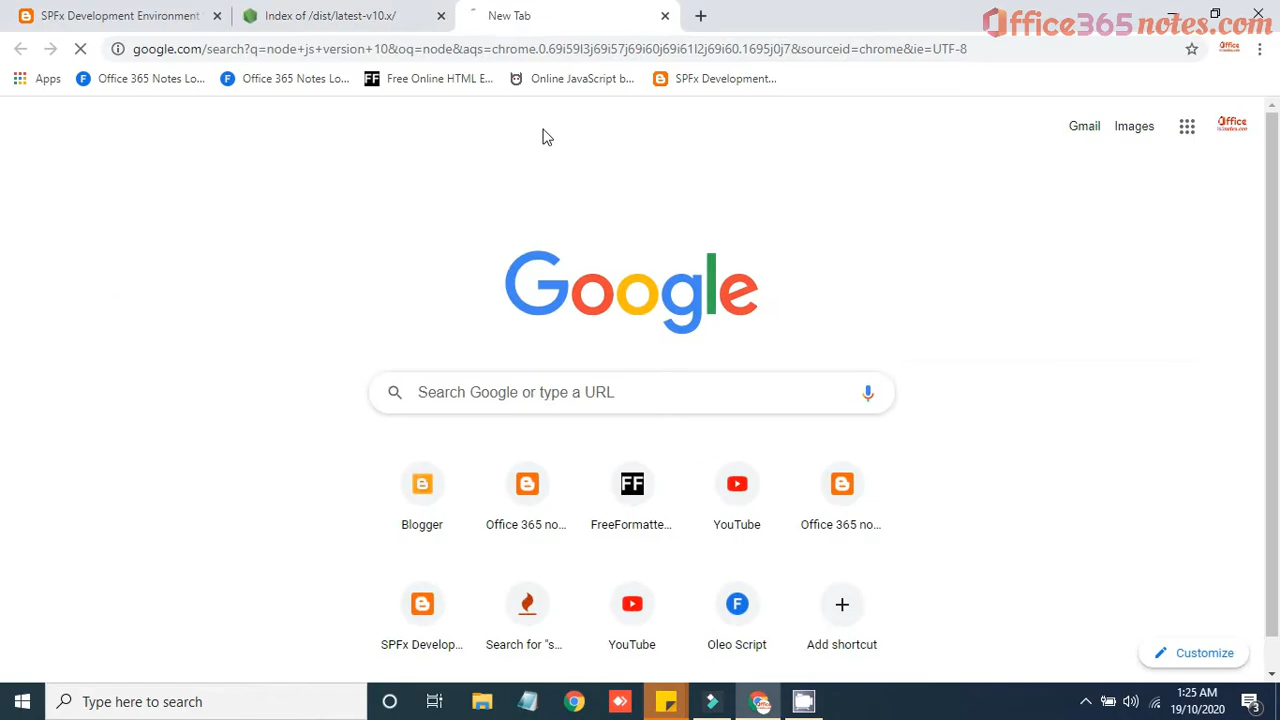 SPFx Development Environment
Index of /dist/latest-v10.x/
New Tab
Office365notes.com
google.com/search?q=node+js+version+10&oq=node&aqs=chrome.0.69i59l3j69i57j69i60j69i61l2j69i60.1695j0j7&sourceid=chrome&ie=UTF-8
Apps
Office 365 Notes Lo...
Office 365 Notes Lo...
FF
Free Online HTML E...
Online JavaScript b...
SPFx Development...
Gmail
Images
Google
Search Google or type a URL
FF
Blogger
Office 365 no...
FreeFormatte...
YouTube
Office 365 no...
F
SPFx Develop...
Search for "s...
YouTube
Oleo Script
Add shortcut
Customize
Type here to search
1:25 AM
19/10/2020
3